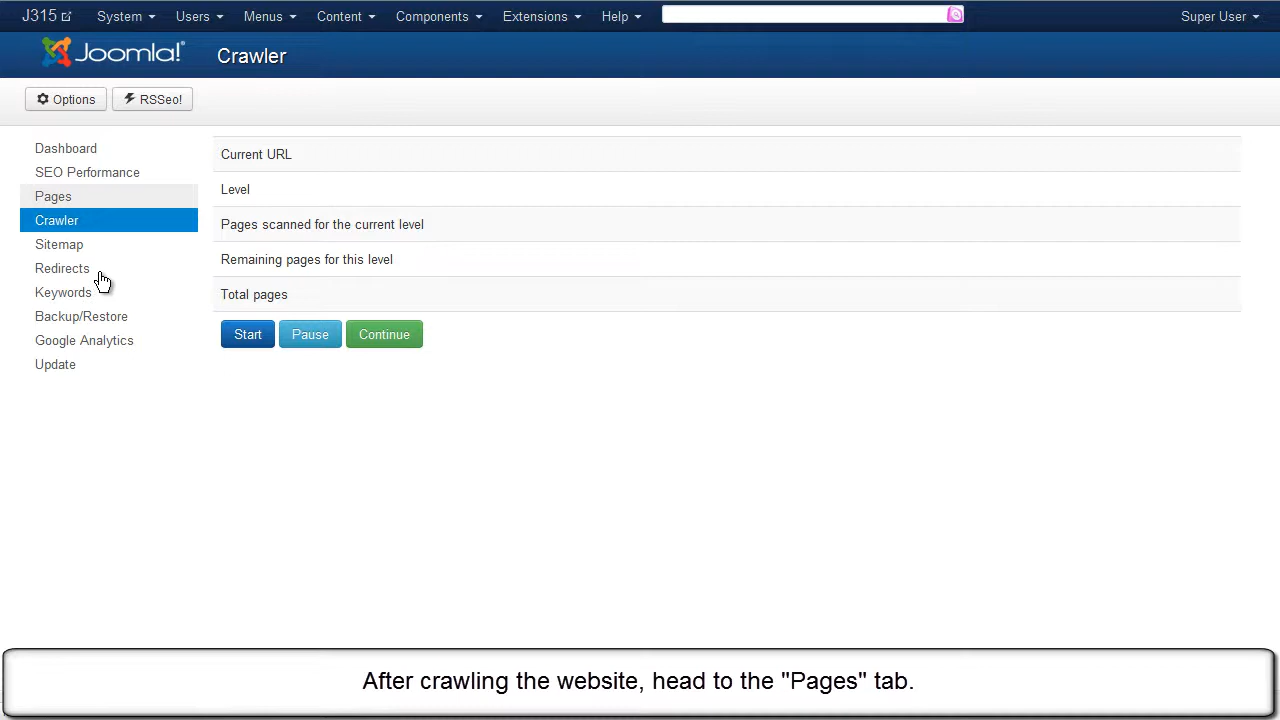 J315 System Users Menus Content Components Extensions Help Super User
Joomla!® Crawler
Options RSSeo!
Dashboard
SEO Performance
Pages
Crawler
Sitemap
Redirects
Keywords
Backup/Restore
Google Analytics
Update
Current URL
Level
Pages scanned for the current level
Remaining pages for this level
Total pages
Start Pause Continue
After crawling the website, head to the "Pages" tab.